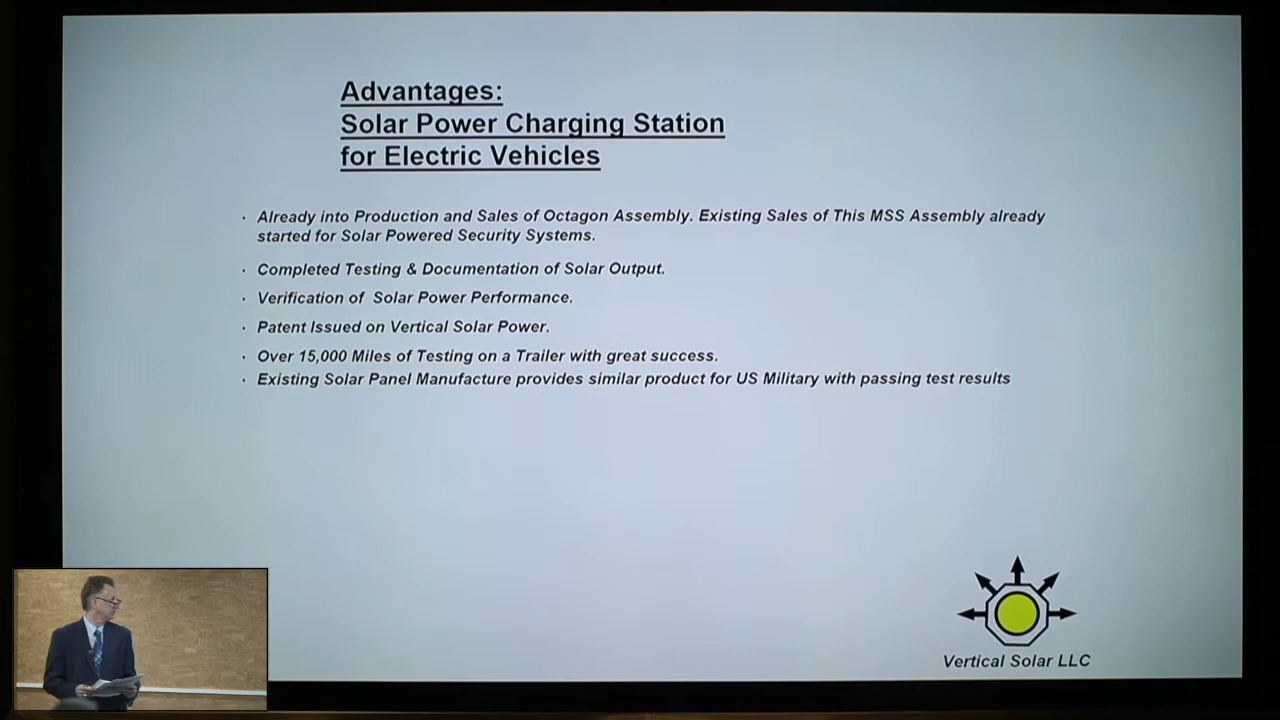 Advantages:
Solar Power Charging Station
for Electric Vehicles
· Already into Production and Sales of Octagon Assembly. Existing Sales of This MSS Assembly already
started for Solar Powered Security Systems.
· Completed Testing & Documentation of Solar Output.
· Verification of  Solar Power Performance.
· Patent Issued on Vertical Solar Power.
· Over 15,000 Miles of Testing on a Trailer with great success.
· Existing Solar Panel Manufacture provides similar product for US Military with passing test results
Vertical Solar LLC